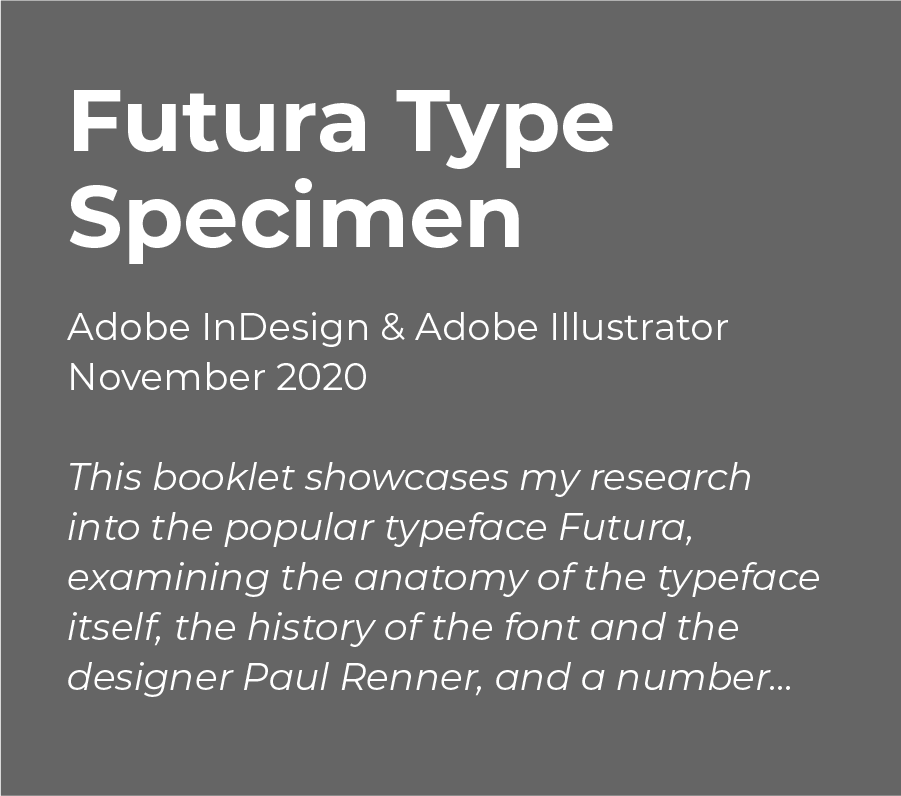 Futura Type
Specimen
Adobe InDesign & Adobe Illustrator
November 2020
This booklet showcases my research
into the popular typeface Futura,
examining the anatomy of the typeface
itself, the history of the font and the
designer Paul Renner, and a number...